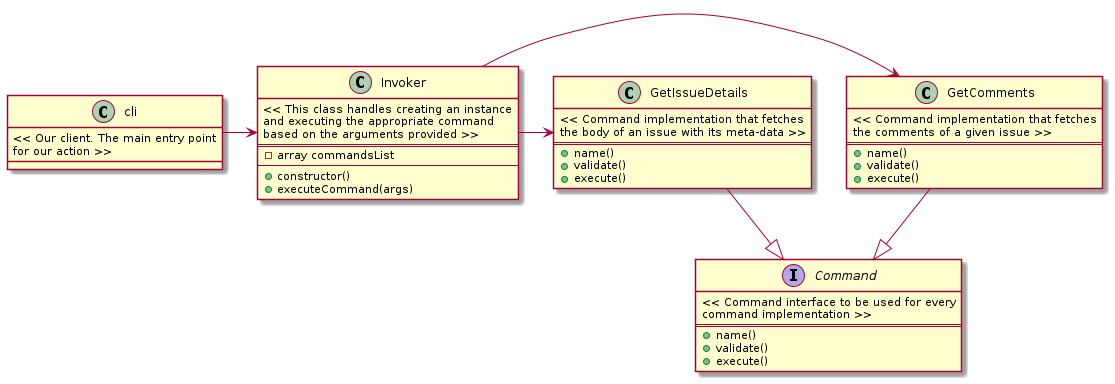 C cli
<< Our client. The main entry point
for our action >>
C Invoker
<< This class handles creating an instance
and executing the appropriate command
based on the arguments provided >>
array commandsList
constructor()
executeCommand(args)
C GetIssueDetails
<< Command implementation that fetches
the body of an issue with its meta-data >>
name()
validate()
execute()
C GetComments
<< Command implementation that fetches
the comments of a given issue >>
name()
validate()
execute()
I Command
<< Command interface to be used for every
command implementation >>
name()
validate()
execute()